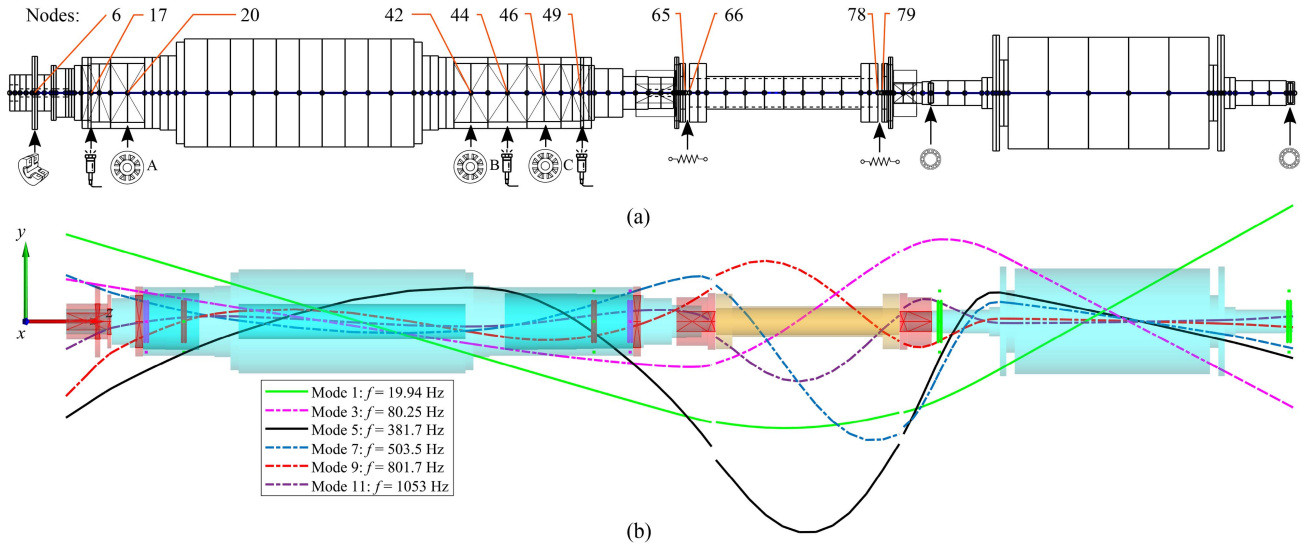 Nodes: 6 17 20 42 44 46 49 65 66 78 79
A B C
(a)
y
z
x
Mode 1: f = 19.94 Hz
Mode 3: f = 80.25 Hz
Mode 5: f = 381.7 Hz
Mode 7: f = 503.5 Hz
Mode 9: f = 801.7 Hz
Mode 11: f = 1053 Hz
(b)